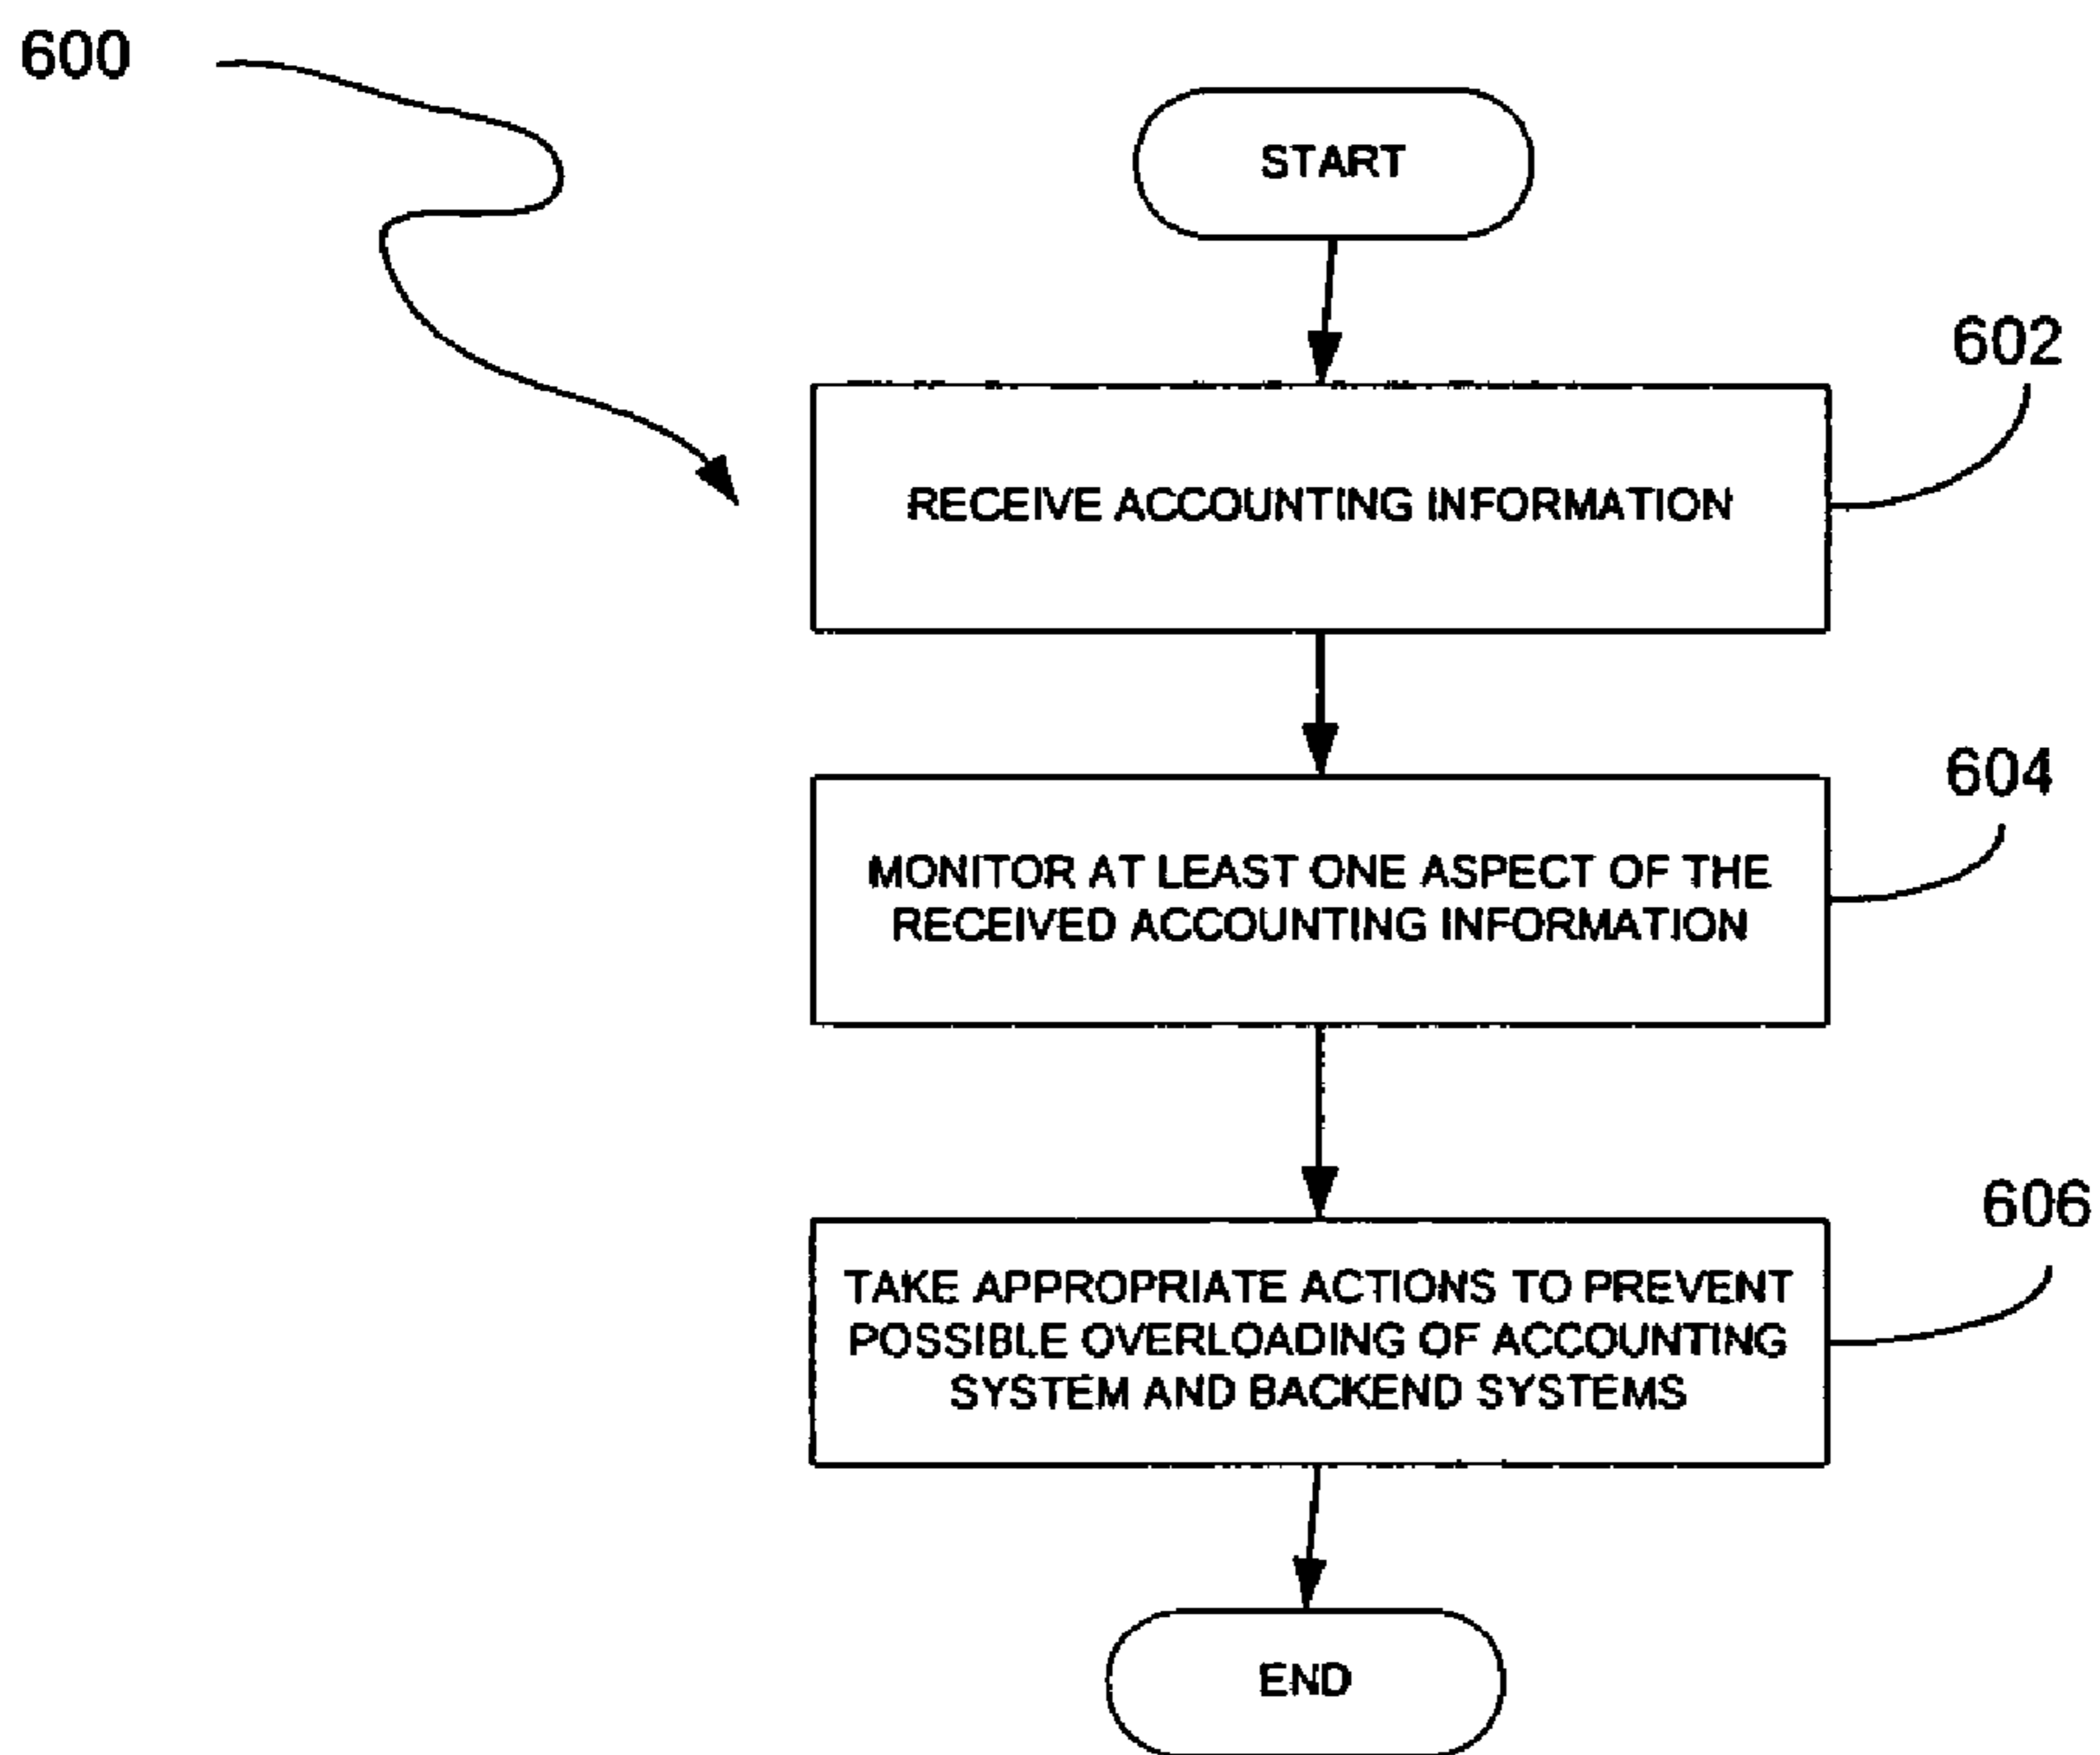 600
START
602
RECEIVE ACCOUNTING INFORMATION
604
MONITOR AT LEAST ONE ASPECT OF THE
RECEIVED ACCOUNTING INFORMATION
606
TAKE APPROPRIATE ACTIONS TO PREVENT
POSSIBLE OVERLOADING OF ACCOUNTING
SYSTEM AND BACKEND SYSTEMS
END